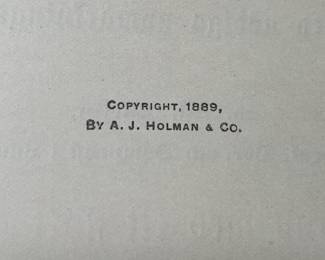 COPYRIGHT, 1889,
BY A. J. HOLMAN & CO.